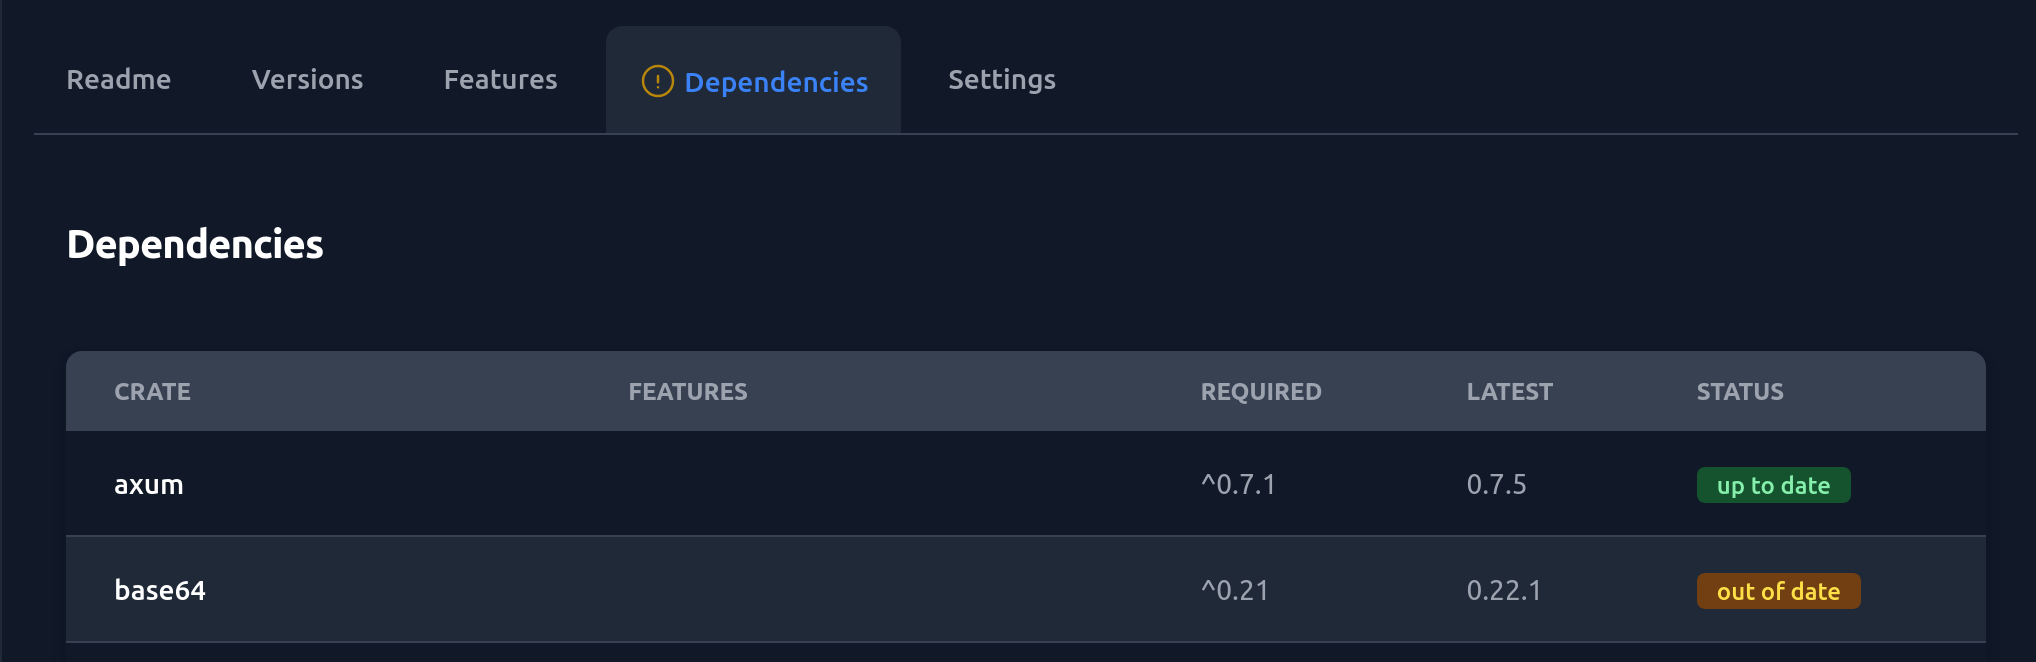 Readme Versions Features ! Dependencies Settings
Dependencies
CRATE FEATURES REQUIRED LATEST STATUS
axum ^0.7.1 0.7.5 up to date
base64 ^0.21 0.22.1 out of date